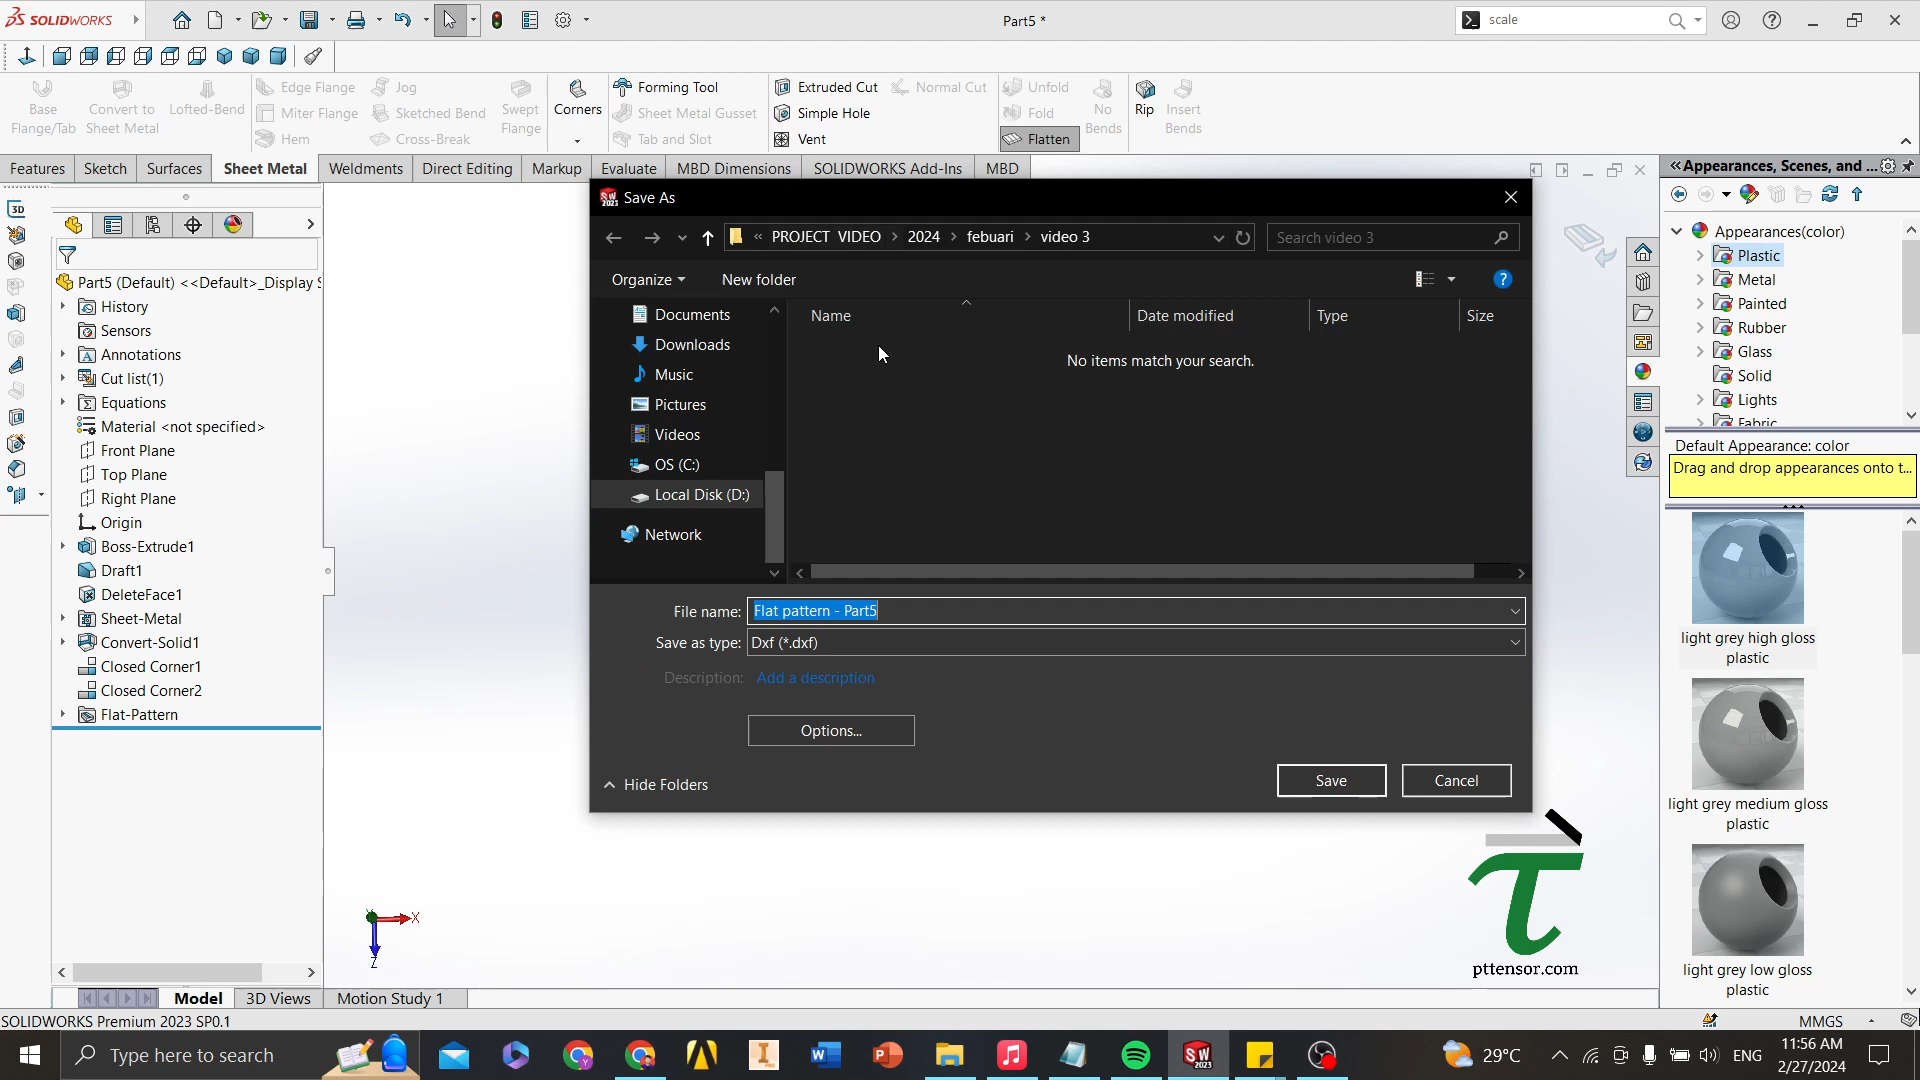 SOLIDWORKS
Part5 *
scale
Base Flange/Tab
Convert to Sheet Metal
Lofted-Bend
Edge Flange
Miter Flange
Hem
Jog
Sketched Bend
Cross-Break
Swept Flange
Corners
Forming Tool
Sheet Metal Gusset
Tab and Slot
Extruded Cut
Simple Hole
Vent
Normal Cut
Unfold
Fold
Flatten
No Bends
Rip
Insert Bends
Features
Sketch
Surfaces
Sheet Metal
Weldments
Direct Editing
Markup
Evaluate
MBD Dimensions
SOLIDWORKS Add-Ins
MBD
Part5 (Default) <<Default>_Display S
History
Sensors
Annotations
Cut list(1)
Equations
Material <not specified>
Front Plane
Top Plane
Right Plane
Origin
Boss-Extrude1
Draft1
DeleteFace1
Sheet-Metal
Convert-Solid1
Closed Corner1
Closed Corner2
Flat-Pattern
Save As
« PROJECT VIDEO > 2024 > febuari > video 3
Search video 3
Organize
New folder
Documents
Downloads
Music
Pictures
Videos
OS (C:)
Local Disk (D:)
Network
Name
Date modified
Type
Size
No items match your search.
File name: Flat pattern - Part5
Save as type: Dxf (*.dxf)
Description: Add a description
Options...
Hide Folders
Save
Cancel
Appearances, Scenes, and ...
Appearances(color)
Plastic
Metal
Painted
Rubber
Glass
Solid
Lights
Fabric
Default Appearance: color
Drag and drop appearances onto t...
light grey high gloss
plastic
light grey medium gloss
plastic
light grey low gloss
plastic
pttensor.com
X
Z
Model
3D Views
Motion Study 1
SOLIDWORKS Premium 2023 SP0.1
MMGS
Type here to search
29°C
ENG
11:56 AM
2/27/2024